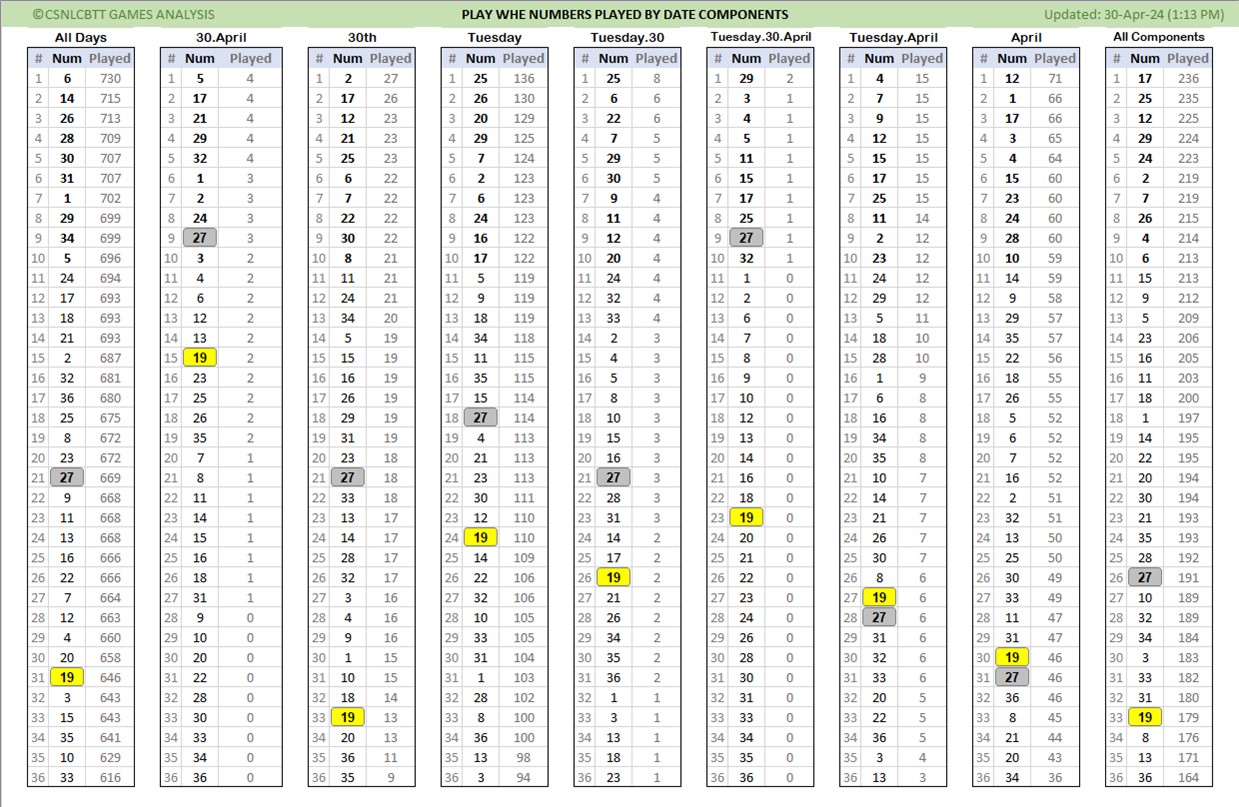 ©CSNLCBTT GAMES ANALYSIS PLAY WHE NUMBERS PLAYED BY DATE COMPONENTS Updated: 30-Apr-24 (1:13 PM)
All Days 30.April 30th Tuesday Tuesday.30 Tuesday.30.April Tuesday.April April All Components
# Num Played # Num Played # Num Played # Num Played # Num Played # Num Played # Num Played # Num Played # Num Played
1 6 730 1 5 4 1 2 27 1 25 136 1 25 8 1 29 2 1 4 15 1 12 71 1 17 236
2 14 715 2 17 4 2 17 26 2 26 130 2 6 6 2 3 1 2 7 15 2 1 66 2 25 235
3 26 713 3 21 4 3 12 23 3 20 129 3 22 6 3 4 1 3 9 15 3 17 66 3 12 225
4 28 709 4 29 4 4 21 23 4 29 125 4 7 5 4 5 1 4 12 15 4 3 65 4 29 224
5 30 707 5 32 4 5 25 23 5 7 124 5 29 5 5 11 1 5 15 15 5 4 64 5 24 223
6 31 707 6 1 3 6 6 22 6 2 123 6 30 5 6 15 1 6 17 15 6 15 60 6 2 219
7 1 702 7 2 3 7 7 22 7 6 123 7 9 4 7 17 1 7 25 15 7 23 60 7 7 219
8 29 699 8 24 3 8 22 22 8 24 123 8 11 4 8 25 1 8 11 14 8 24 60 8 26 215
9 34 699 9 27 3 9 30 22 9 16 122 9 12 4 9 27 1 9 2 12 9 28 60 9 4 214
10 5 696 10 3 2 10 8 21 10 17 122 10 20 4 10 32 1 10 23 12 10 10 59 10 6 213
11 24 694 11 4 2 11 11 21 11 5 119 11 24 4 11 1 0 11 24 12 11 14 59 11 15 213
12 17 693 12 6 2 12 24 21 12 9 119 12 32 4 12 2 0 12 29 12 12 9 58 12 9 212
13 18 693 13 12 2 13 34 20 13 18 119 13 33 4 13 6 0 13 5 11 13 29 57 13 5 209
14 21 693 14 13 2 14 5 19 14 34 118 14 2 3 14 7 0 14 18 10 14 35 57 14 23 206
15 2 687 15 19 2 15 15 19 15 11 115 15 4 3 15 8 0 15 28 10 15 22 56 15 16 205
16 32 681 16 23 2 16 16 19 16 35 115 16 5 3 16 9 0 16 1 9 16 18 55 16 11 203
17 36 680 17 25 2 17 26 19 17 15 114 17 8 3 17 10 0 17 6 8 17 26 55 17 18 200
18 25 675 18 26 2 18 29 19 18 27 114 18 10 3 18 12 0 18 16 8 18 5 52 18 1 197
19 8 672 19 35 2 19 31 19 19 4 113 19 15 3 19 13 0 19 34 8 19 6 52 19 14 195
20 23 672 20 7 1 20 23 18 20 21 113 20 16 3 20 14 0 20 35 8 20 7 52 20 22 195
21 27 669 21 8 1 21 27 18 21 23 113 21 27 3 21 16 0 21 10 7 21 16 52 21 20 194
22 9 668 22 11 1 22 33 18 22 30 111 22 28 3 22 18 0 22 14 7 22 2 51 22 30 194
23 11 668 23 14 1 23 13 17 23 12 110 23 31 3 23 19 0 23 21 7 23 32 51 23 21 193
24 13 668 24 15 1 24 14 17 24 19 110 24 14 2 24 20 0 24 26 7 24 13 50 24 35 193
25 16 666 25 16 1 25 28 17 25 14 109 25 17 2 25 21 0 25 30 7 25 25 50 25 28 192
26 22 666 26 18 1 26 32 17 26 22 106 26 19 2 26 22 0 26 8 6 26 30 49 26 27 191
27 7 664 27 31 1 27 3 16 27 32 106 27 21 2 27 23 0 27 19 6 27 33 49 27 10 189
28 12 663 28 9 0 28 4 16 28 10 105 28 26 2 28 24 0 28 27 6 28 11 47 28 32 189
29 4 660 29 10 0 29 9 16 29 33 105 29 34 2 29 26 0 29 31 6 29 31 47 29 34 184
30 20 658 30 20 0 30 1 15 30 31 104 30 35 2 30 28 0 30 32 6 30 19 46 30 3 183
31 19 646 31 22 0 31 10 15 31 1 103 31 36 2 31 30 0 31 33 6 31 27 46 31 33 182
32 3 643 32 28 0 32 18 14 32 28 102 32 1 1 32 31 0 32 20 5 32 36 46 32 31 180
33 15 643 33 30 0 33 19 13 33 8 100 33 3 1 33 33 0 33 22 5 33 8 45 33 19 179
34 35 641 34 33 0 34 20 13 34 36 100 34 13 1 34 34 0 34 36 5 34 21 44 34 8 176
35 10 629 35 34 0 35 36 11 35 13 98 35 18 1 35 35 0 35 3 4 35 20 43 35 13 171
36 33 616 36 36 0 36 35 9 36 3 94 36 23 1 36 36 0 36 13 3 36 34 36 36 36 164